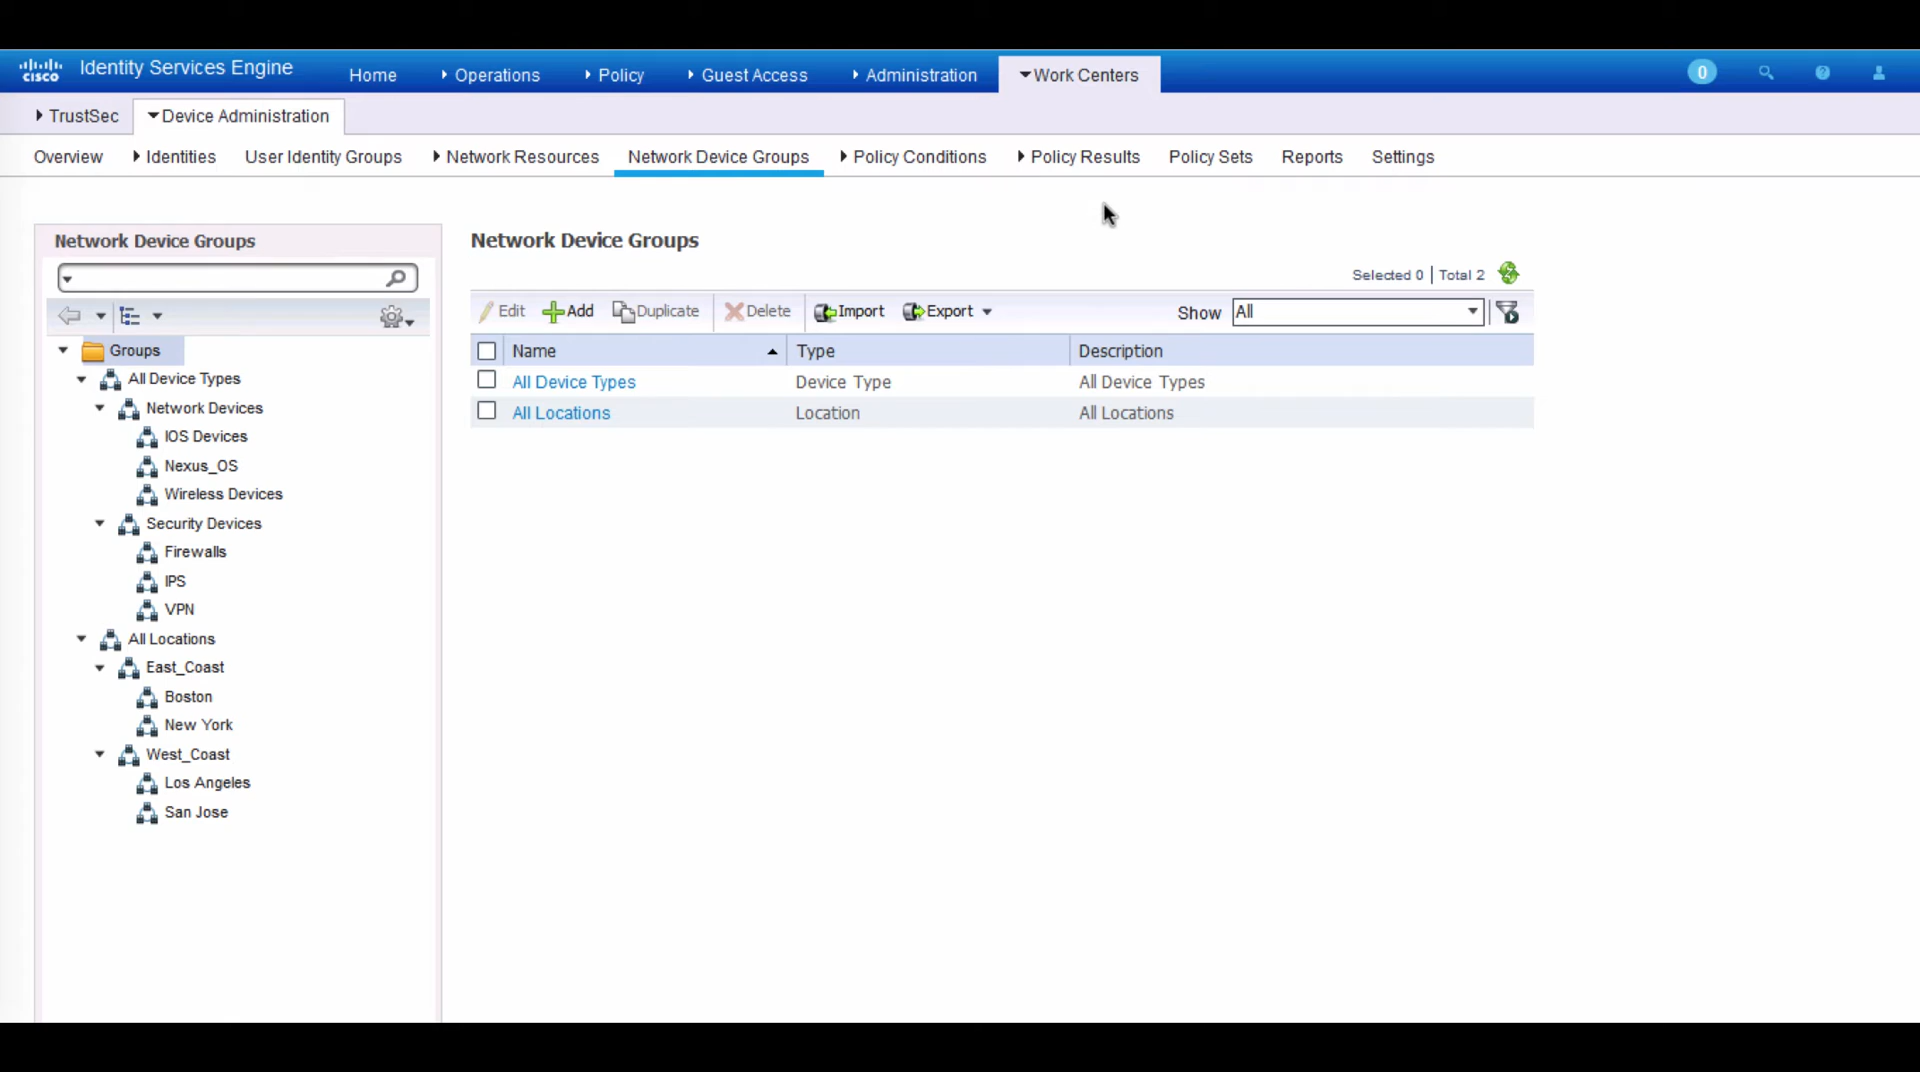 cisco Identity Services Engine Home Operations Policy Guest Access Administration Work Centers 0
TrustSec Device Administration
Overview Identities User Identity Groups Network Resources Network Device Groups Policy Conditions Policy Results Policy Sets Reports Settings
Network Device Groups
Groups
All Device Types
Network Devices
IOS Devices
Nexus_OS
Wireless Devices
Security Devices
Firewalls
IPS
VPN
All Locations
East_Coast
Boston
New York
West_Coast
Los Angeles
San Jose
Network Device Groups
Selected 0 | Total 2
Edit Add Duplicate Delete Import Export Show All
Name Type Description
All Device Types Device Type All Device Types
All Locations Location All Locations